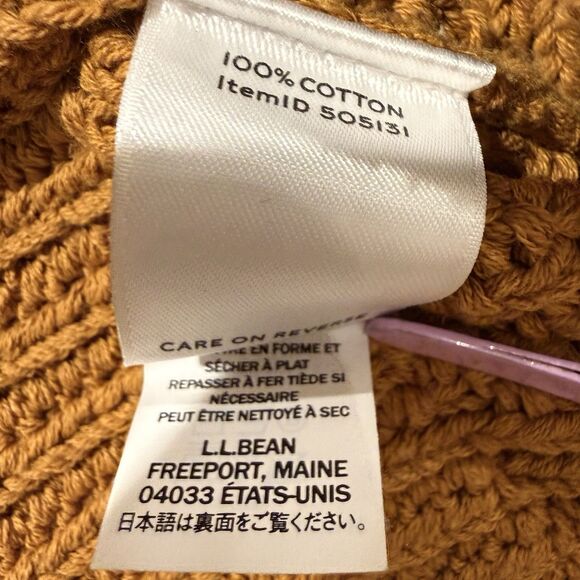 100% COTTON
ItemID 505131
CARE ON REVERSE
EN FORME ET
SÉCHER À PLAT
REPASSER À FER TIÈDE SI
NÉCESSAIRE
PEUT ÊTRE NETTOYÉ À SEC
L.L.BEAN
FREEPORT, MAINE
04033 ÉTATS-UNIS
日本語は裏面をご覧ください。